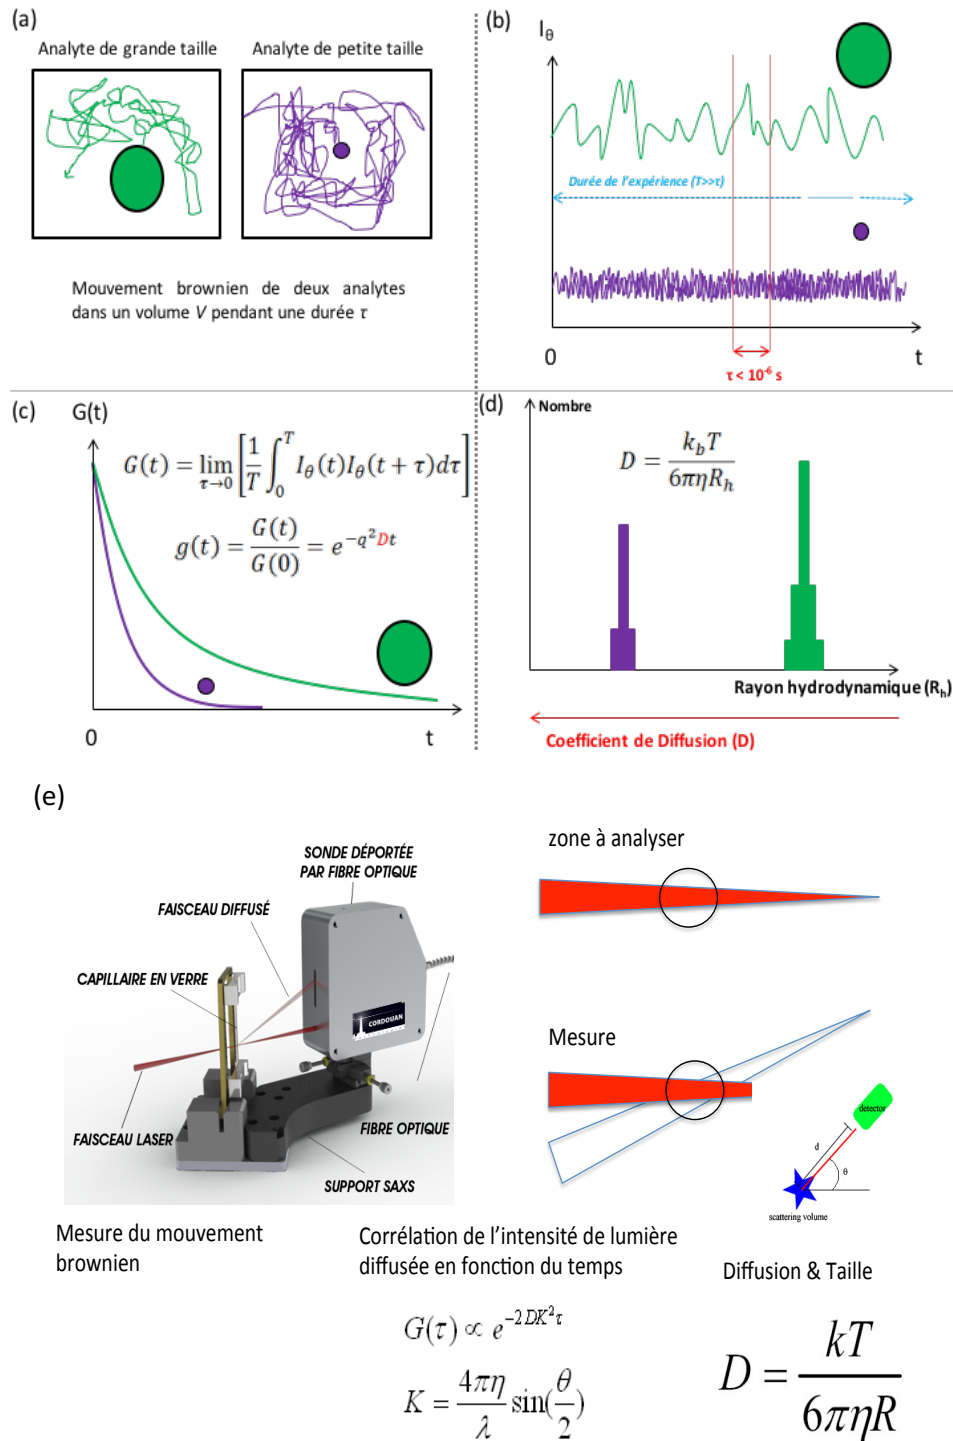 (a)
Analyte de grande taille
Analyte de petite taille
Mouvement brownien de deux analytes
dans un volume V pendant une durée τ
(b)
I_θ
Durée de l'expérience (T>>τ)
0
t
τ < 10⁻⁶ s
(c)
G(t)
G(t) = lim_{τ→0} [1/T ∫_0^T I_θ(t)I_θ(t + τ)dτ]
g(t) = G(t)/G(0) = e^{-q²Dt}
0
t
(d)
Nombre
D = k_bT/6πηR_h
Rayon hydrodynamique (R_h)
Coefficient de Diffusion (D)
(e)
SONDE DÉPORTÉE
PAR FIBRE OPTIQUE
FAISCEAU DIFFUSÉ
CAPILLAIRE EN VERRE
CORDOUAN
FAISCEAU LASER
FIBRE OPTIQUE
SUPPORT SAXS
zone à analyser
Mesure
detector
d
θ
scattering volume
Mesure du mouvement
brownien
Corrélation de l'intensité de lumière
diffusée en fonction du temps
G(τ) ∝ e^{-2DK²τ}
K = 4πη/λ sin(θ/2)
Diffusion & Taille
D = kT/6πηR